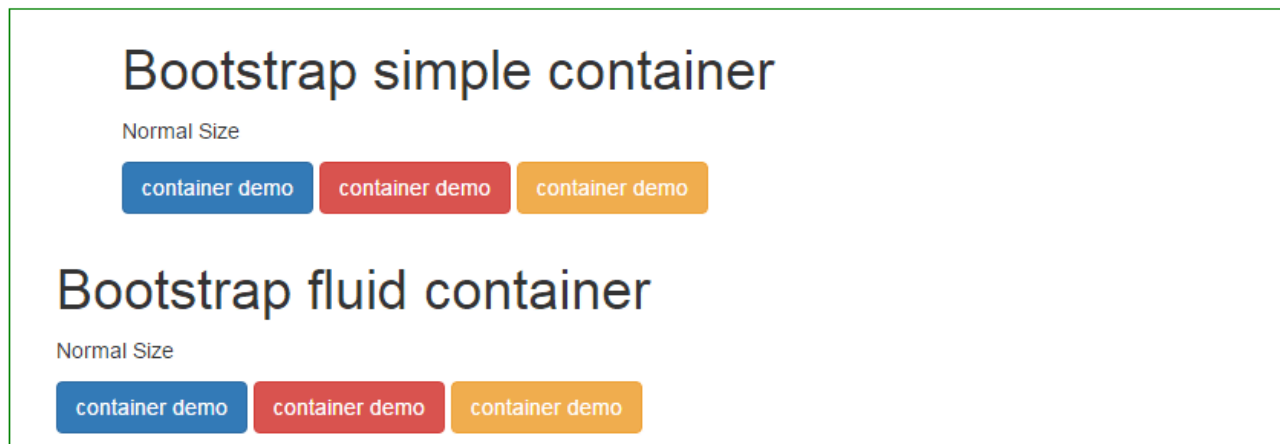 Bootstrap simple container
Normal Size
container demo container demo container demo
Bootstrap fluid container
Normal Size
container demo container demo container demo